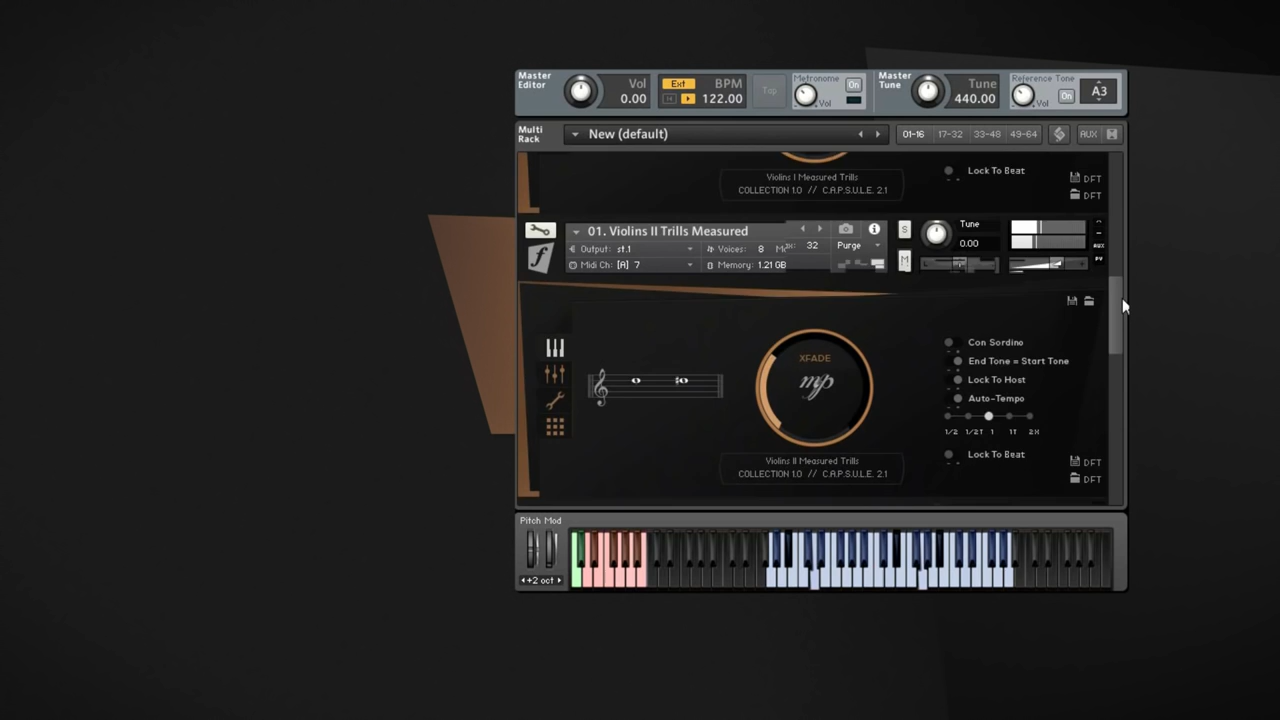 Master Editor
Vol
0.00
Ext
BPM
122.00
Tap
Metronome
On
Vol
Master Tune
Tune
440.00
Reference Tone
Vol
On
A3
Multi Rack
New (default)
01-16 17-32 33-48 49-64
AUX
Lock To Beat
Violins I Measured Trills
COLLECTION 1.0 // C.A.P.S.U.L.E. 2.1
DFT
DFT
01. Violins II Trills Measured
Output: st.1
Voices: 8
32
Purge
Midi Ch: [A] 7
Memory: 1.21 GB
S
M
Tune
0.00
L
R
AUX
PV
XFADE
mp
Con Sordino
End Tone = Start Tone
Lock To Host
Auto-Tempo
1/2 1/2T 1 1T 2X
Lock To Beat
Violins II Measured Trills
COLLECTION 1.0 // C.A.P.S.U.L.E. 2.1
DFT
DFT
Pitch Mod
+2 oct